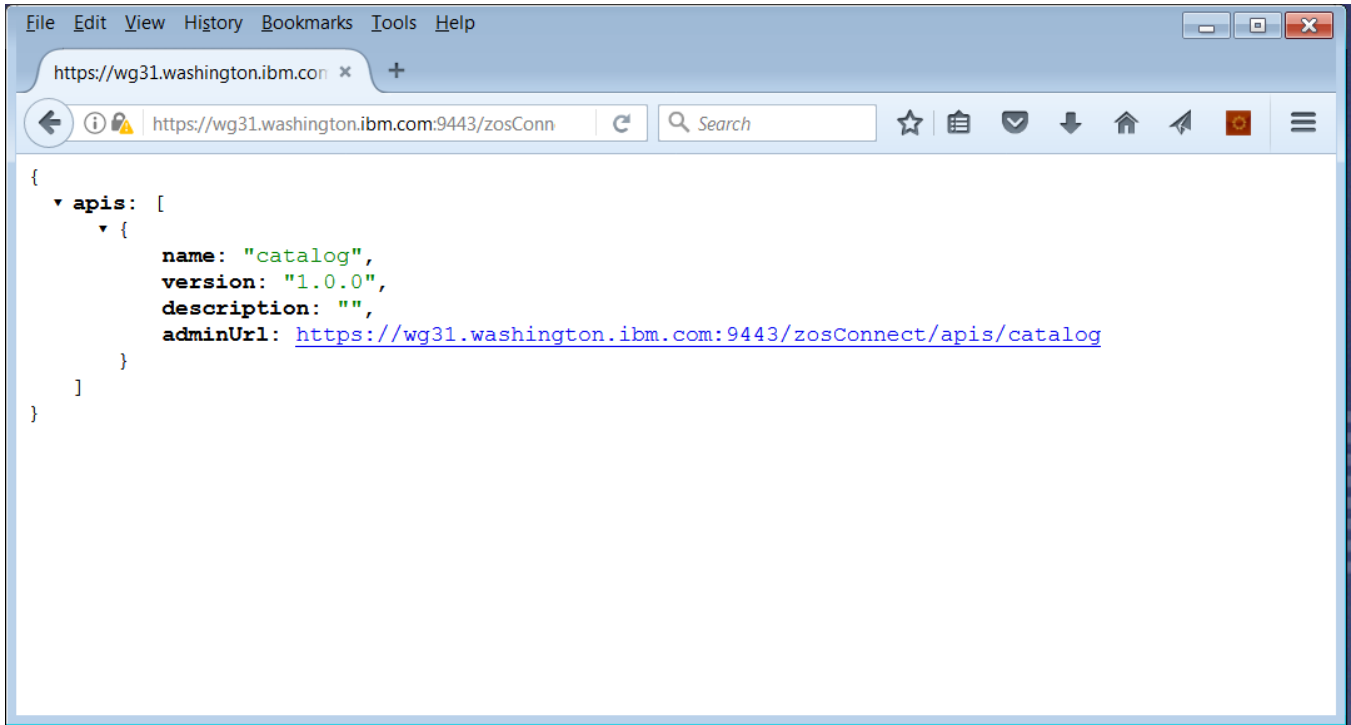 File Edit View History Bookmarks Tools Help
https://wg31.washington.ibm.con
https://wg31.washington.ibm.com:9443/zosConn
Search
{
apis: [
{
name: "catalog",
version: "1.0.0",
description: "",
adminUrl: https://wg31.washington.ibm.com:9443/zosConnect/apis/catalog
}
]
}